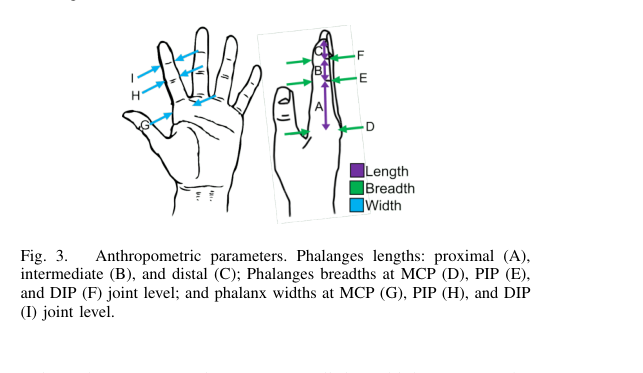 I
H
G
C
B
A
F
E
D
Length
Breadth
Width
Fig. 3. Anthropometric parameters. Phalanges lengths: proximal (A),
intermediate (B), and distal (C); Phalanges breadths at MCP (D), PIP (E),
and DIP (F) joint level; and phalanx widths at MCP (G), PIP (H), and DIP
(I) joint level.